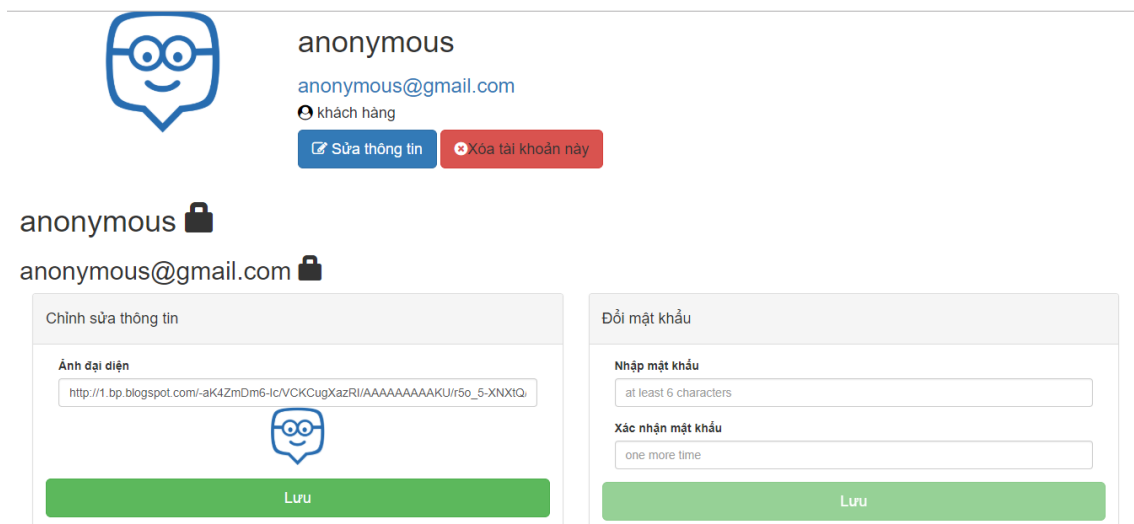 anonymous
anonymous@gmail.com
khách hàng
Sửa thông tin
Xóa tài khoản này
anonymous
anonymous@gmail.com
Chỉnh sửa thông tin
Ảnh đại diện
http://1.bp.blogspot.com/-aK4ZmDm6-Ic/VCKCugXazRI/AAAAAAAAAKU/r5o_5-XNXtQ
Lưu
Đổi mật khẩu
Nhập mật khẩu
at least 6 characters
Xác nhận mật khẩu
one more time
Lưu